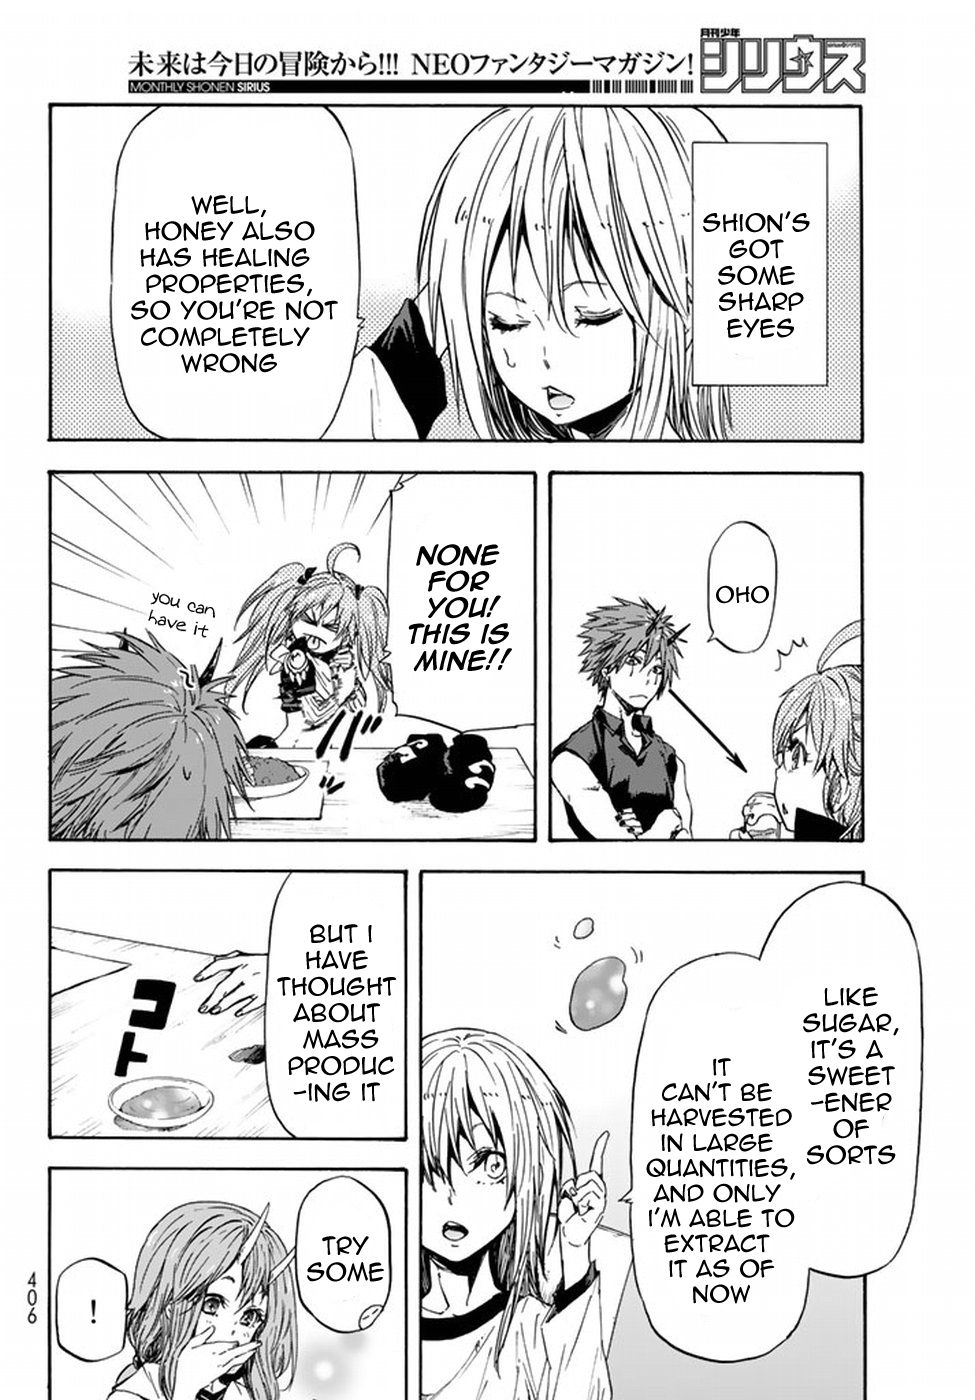 未来は今日の冒険から!!! NEOファンタジーマガジン!
月刊少年
シリウス
MONTHLY SHONEN SIRIUS
SHION'S
GOT
SOME
SHARP
EYES
WELL,
HONEY ALSO
HAS HEALING
PROPERTIES,
SO YOU'RE NOT
COMPLETELY
WRONG
OHO
NONE
FOR
YOU!
THIS IS
MINE!!
you can
have it
LIKE
SUGAR,
IT'S A
SWEET
-ENER
OF
SORTS
IT
CAN'T BE
HARVESTED
IN LARGE
QUANTITIES,
AND ONLY
I'M ABLE TO
EXTRACT
IT AS OF
NOW
BUT I
HAVE
THOUGHT
ABOUT
MASS
PRODUC
-ING IT
コト
TRY
SOME
!
406